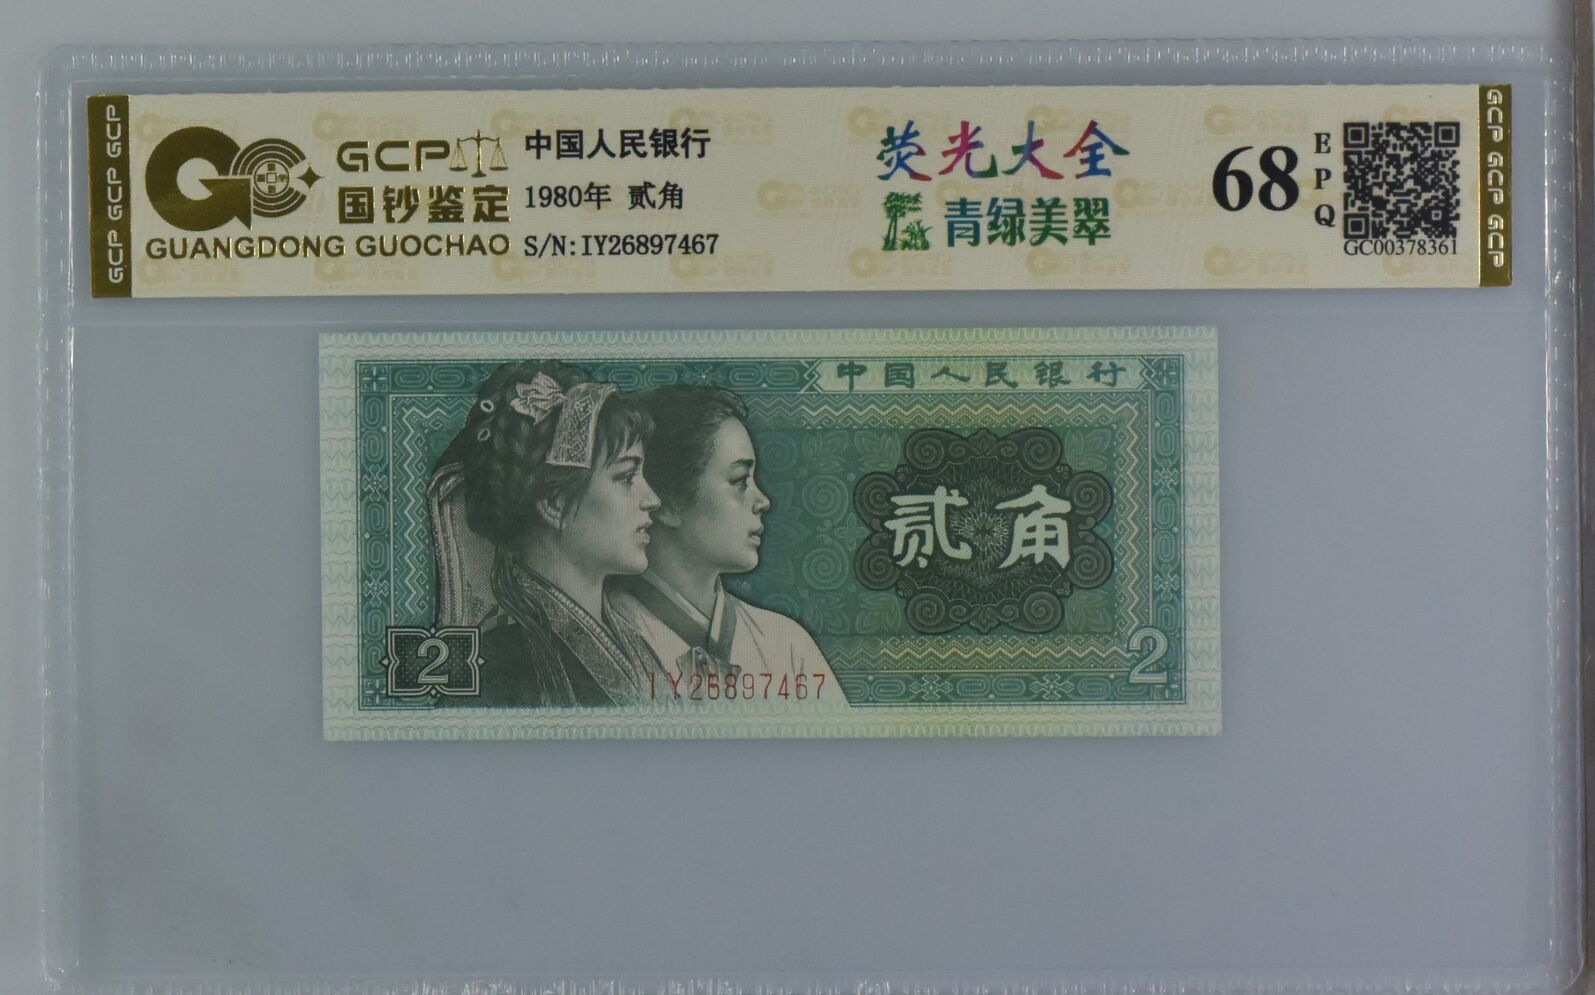 GCP GCP GCP
GCP
国钞鉴定
GUANGDONG GUOCHAO
中国人民银行
1980年 贰角
S/N:IY26897467
荧光大全
青绿美翠
68
EPQ
GC00378361
GCP GCP GCP
中国人民银行
贰角
2
2
IY26897467